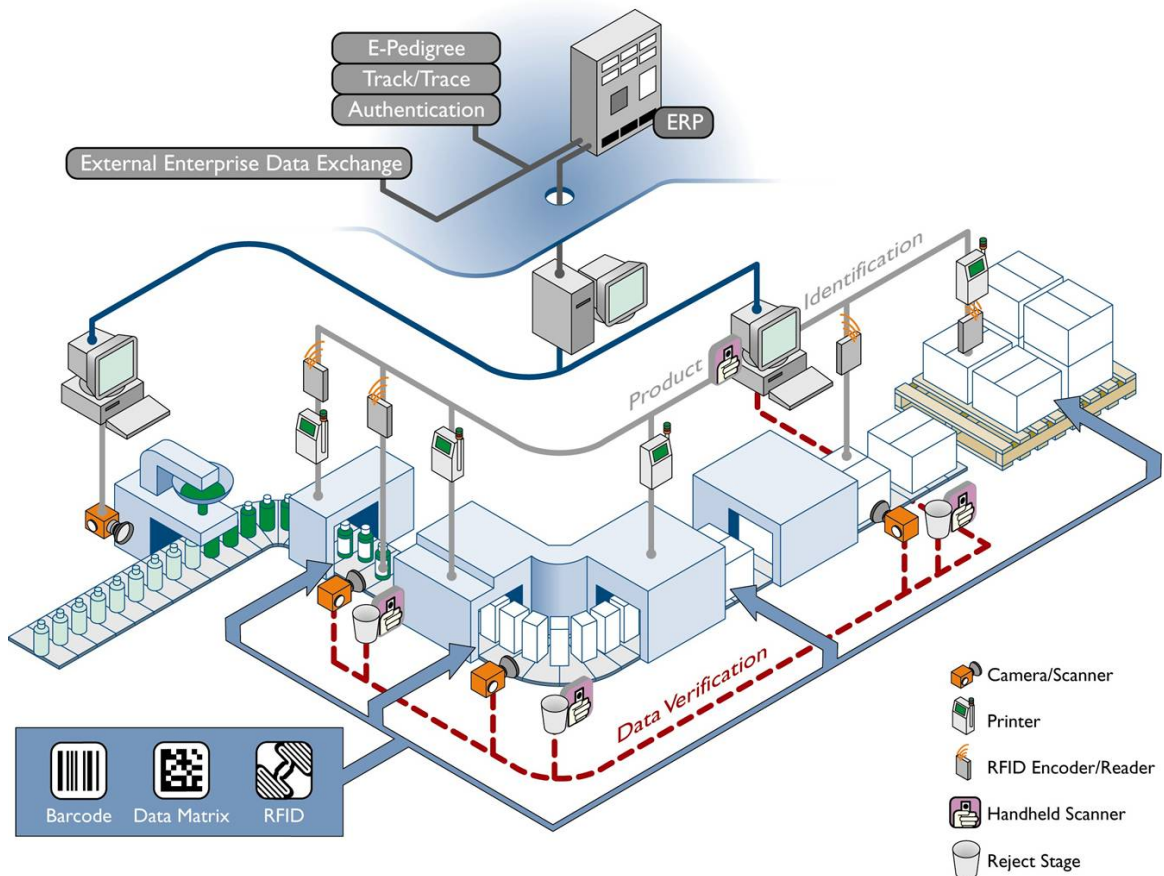 E-Pedigree
Track/Trace
Authentication
ERP
External Enterprise Data Exchange
Identification
Product
Data Verification
Camera/Scanner
Printer
RFID Encoder/Reader
Handheld Scanner
Reject Stage
Barcode
Data Matrix
RFID